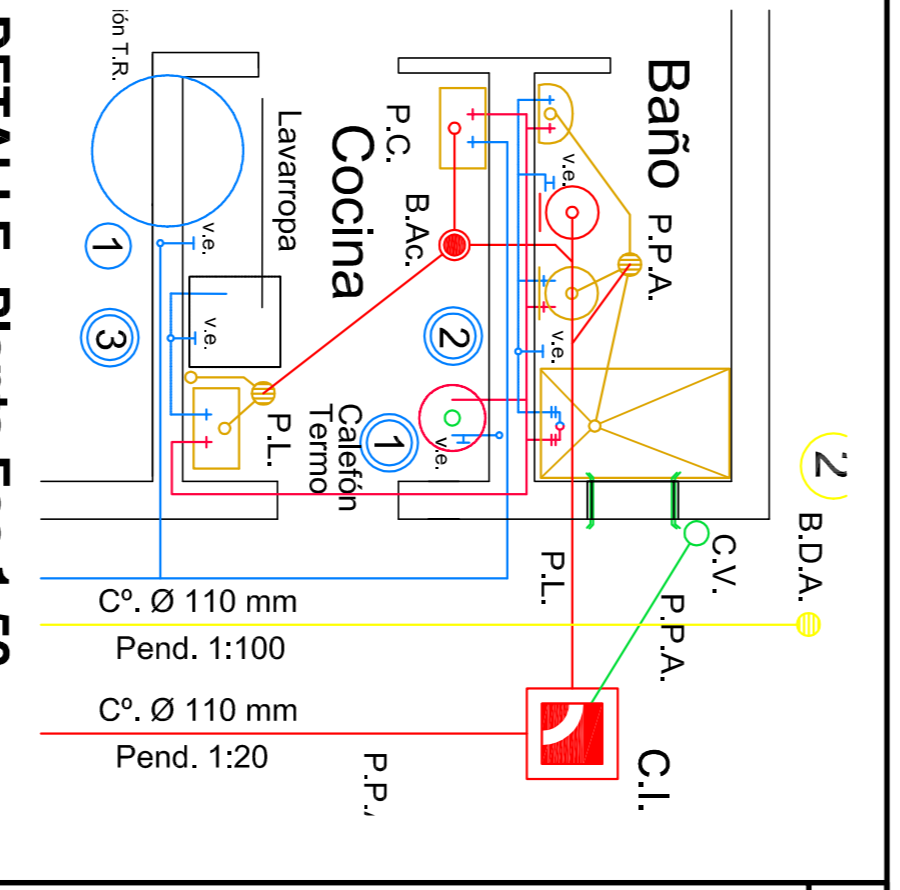 Baño
P.P.A.
v.e.
v.e.
ión T.R.
Lavarropa
P.C.
Cocina
B.Ac.
v.e.
1
3
v.e.
2
1
v.e.
P.L.
Calefón
Termo
2
B.D.A.
C.V.
P.L.
P.P.A.
Cº. Ø 110 mm
Pend. 1:100
Cº. Ø 110 mm
Pend. 1:20
P.P.
C.I.